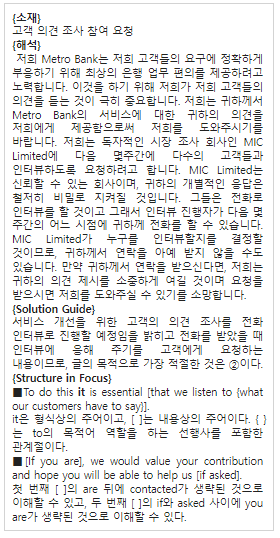 {소재}
고객 의견 조사 참여 요청
{해석}
저희 Metro Bank는 저희 고객들의 요구에 정확하게
부응하기 위해 최상의 은행 업무 편의를 제공하려고
노력합니다. 이것을 하기 위해 저희가 저희 고객들의
의견을 듣는 것이 극히 중요합니다. 저희는 귀하께서
Metro Bank의 서비스에 대한 귀하의 의견을
저희에게 제공함으로써 저희를 도와주시기를
바랍니다. 저희는 독자적인 시장 조사 회사인 MIC
Limited에 다음 몇주간에 다수의 고객들과
인터뷰하도록 요청하려고 합니다. MIC Limited는
신뢰할 수 있는 회사이며, 귀하의 개별적인 응답은
철저히 비밀로 지켜질 것입니다. 그들은 전화로
인터뷰를 할 것이고 그래서 인터뷰 진행자가 다음 몇
주간의 어느 시점에 귀하께 전화를 할 수 있습니다.
MIC Limited가 누구를 인터뷰할지를 결정할
것이므로, 귀하께서 연락을 아예 받지 않을 수도
있습니다. 만약 귀하께서 연락을 받으신다면, 저희는
귀하의 의견 제시를 소중하게 여길 것이며 요청을
받으시면 저희를 도와주실 수 있기를 소망합니다.
{Solution Guide}
서비스 개선을 위한 고객의 의견 조사를 전화
인터뷰로 진행할 예정임을 밝히고 전화를 받았을 때
인터뷰에 응해 주기를 고객에게 요청하는
내용이므로, 글의 목적으로 가장 적절한 것은 ②이다.
{Structure in Focus}
■To do this it is essential [that we listen to {what
our customers have to say}].
it은 형식상의 주어이고, [ ]는 내용상의 주어이다. { }
는 to의 목적어 역할을 하는 선행사를 포함한
관계절이다.
■[If you are], we would value your contribution
and hope you will be able to help us [if asked].
첫 번째 [ ]의 are 뒤에 contacted가 생략된 것으로
이해할 수 있고, 두 번째 [ ]의 if와 asked 사이에 you
are가 생략된 것으로 이해할 수 있다.